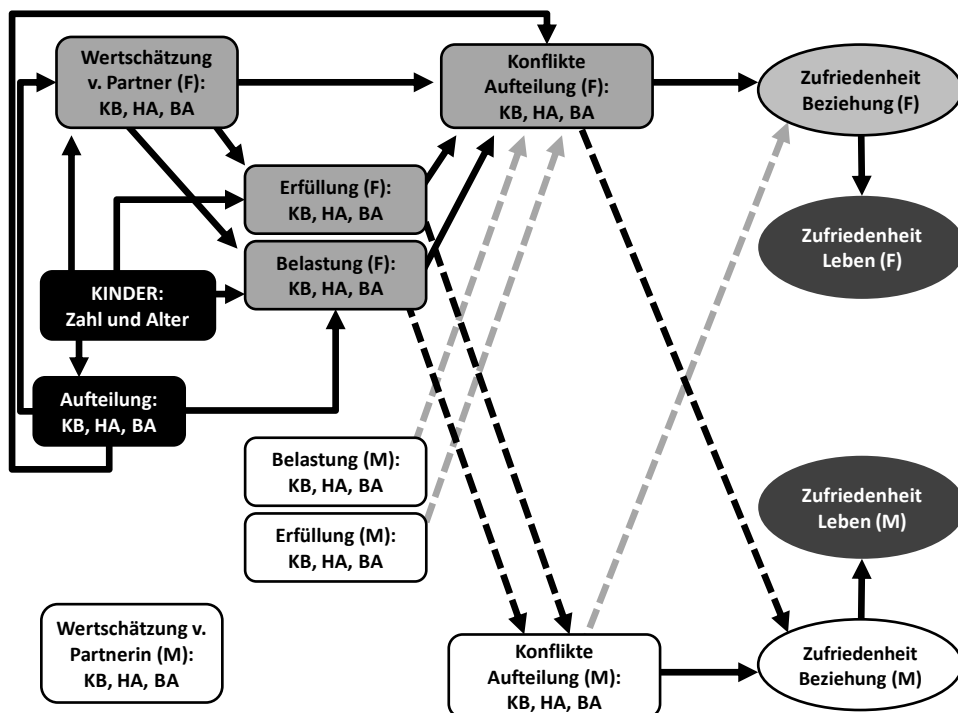 Wertschätzung
v. Partner (F):
KB, HA, BA
Konflikte
Aufteilung (F):
KB, HA, BA
Zufriedenheit
Beziehung (F)
Erfüllung (F):
KB, HA, BA
Zufriedenheit
Leben (F)
Belastung (F):
KB, HA, BA
KINDER:
Zahl und Alter
Aufteilung:
KB, HA, BA
Belastung (M):
KB, HA, BA
Erfüllung (M):
KB, HA, BA
Zufriedenheit
Leben (M)
Wertschätzung v.
Partnerin (M):
KB, HA, BA
Konflikte
Aufteilung (M):
KB, HA, BA
Zufriedenheit
Beziehung (M)